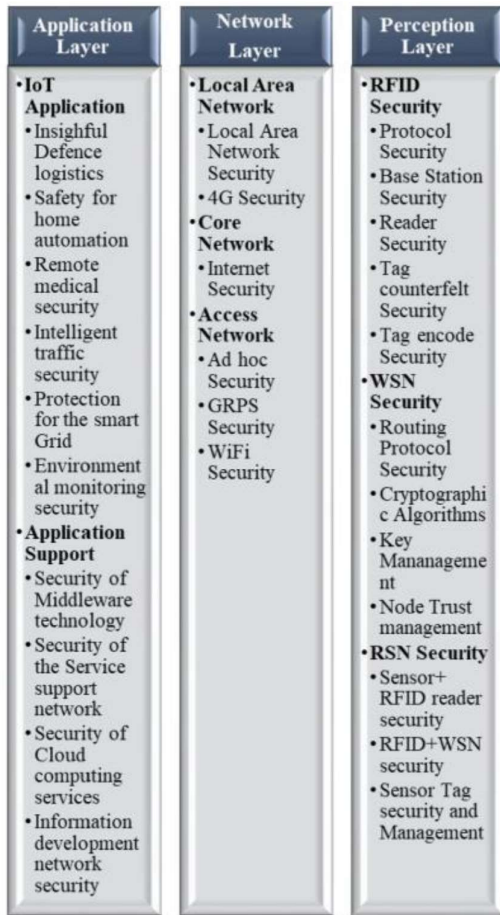 Application
Layer
• IoT
Application
• Insighful
Defence
logistics
• Safety for
home
automation
• Remote
medical
security
• Intelligent
traffic
security
• Protection
for the smart
Grid
• Environment
al monitoring
security
• Application
Support
• Security of
Middleware
technology
• Security of
the Service
support
network
• Security of
Cloud
computing
services
• Information
development
network
security
Network
Layer
• Local Area
Network
• Local Area
Network
Security
• 4G Security
• Core
Network
• Internet
Security
• Access
Network
• Ad hoc
Security
• GRPS
Security
• WiFi
Security
Perception
Layer
• RFID
Security
• Protocol
Security
• Base Station
Security
• Reader
Security
• Tag
counterfelt
Security
• Tag encode
Security
• WSN
Security
• Routing
Protocol
Security
• Cryptographi
c Algorithms
• Key
Mananageme
nt
• Node Trust
management
• RSN Security
• Sensor+
RFID reader
security
• RFID+WSN
security
• Sensor Tag
security and
Management